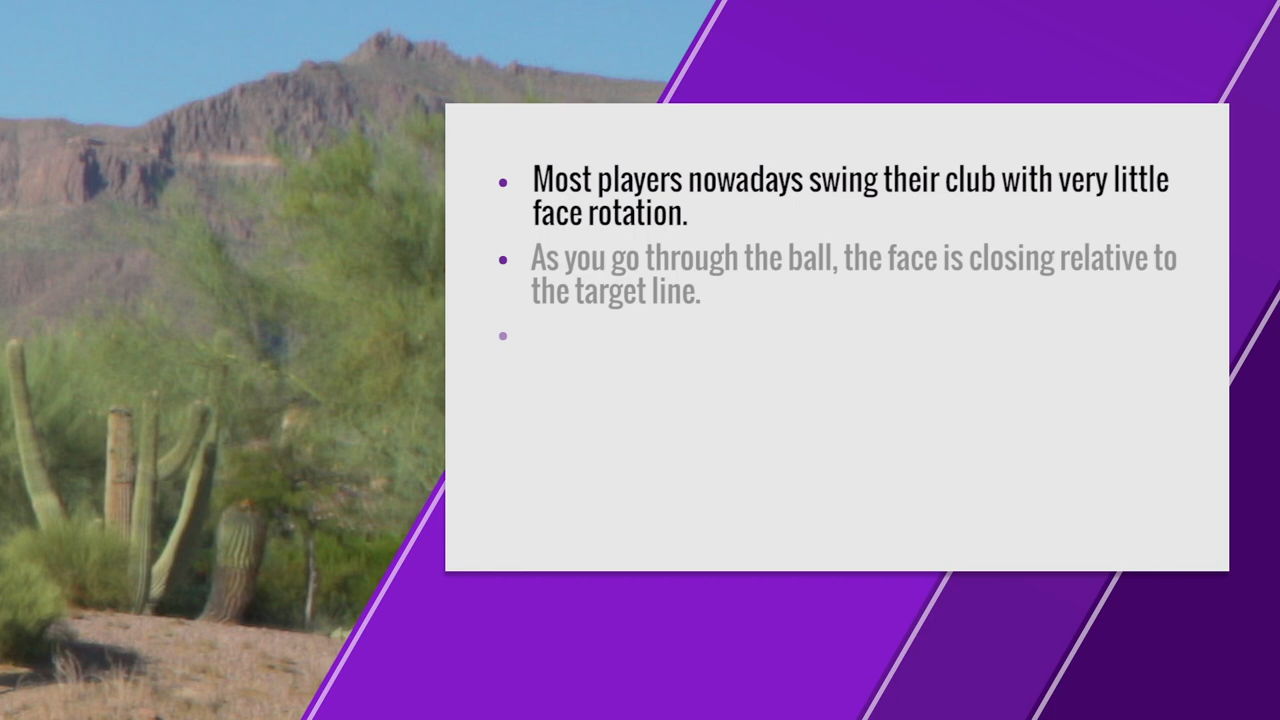 Most players nowadays swing their club with very little
face rotation.
As you go through the ball, the face is closing relative to
the target line.